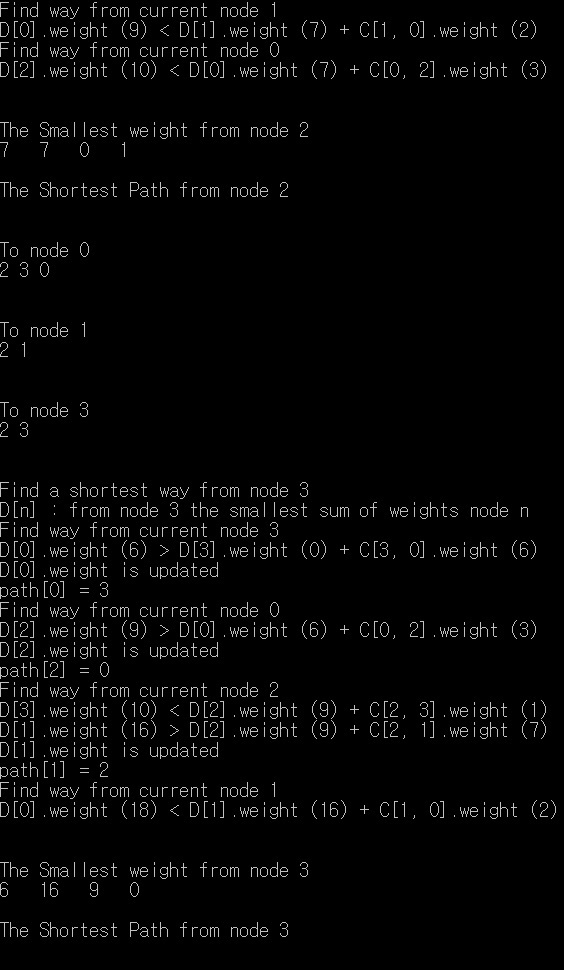 Find way from current node 1
D[0].weight (9) < D[1].weight (7) + C[1, 0].weight (2)
Find way from current node 0
D[2].weight (10) < D[0].weight (7) + C[0, 2].weight (3)
The Smallest weight from node 2
7 7 0 1
The Shortest Path from node 2
To node 0
2 3 0
To node 1
2 1
To node 3
2 3
Find a shortest way from node 3
D[n] : from node 3 the smallest sum of weights node n
Find way from current node 3
D[0].weight (6) > D[3].weight (0) + C[3, 0].weight (6)
D[0].weight is updated
path[0] = 3
Find way from current node 0
D[2].weight (9) > D[0].weight (6) + C[0, 2].weight (3)
D[2].weight is updated
path[2] = 0
Find way from current node 2
D[3].weight (10) < D[2].weight (9) + C[2, 3].weight (1)
D[1].weight (16) > D[2].weight (9) + C[2, 1].weight (7)
D[1].weight is updated
path[1] = 2
Find way from current node 1
D[0].weight (18) < D[1].weight (16) + C[1, 0].weight (2)
The Smallest weight from node 3
6 16 9 0
The Shortest Path from node 3